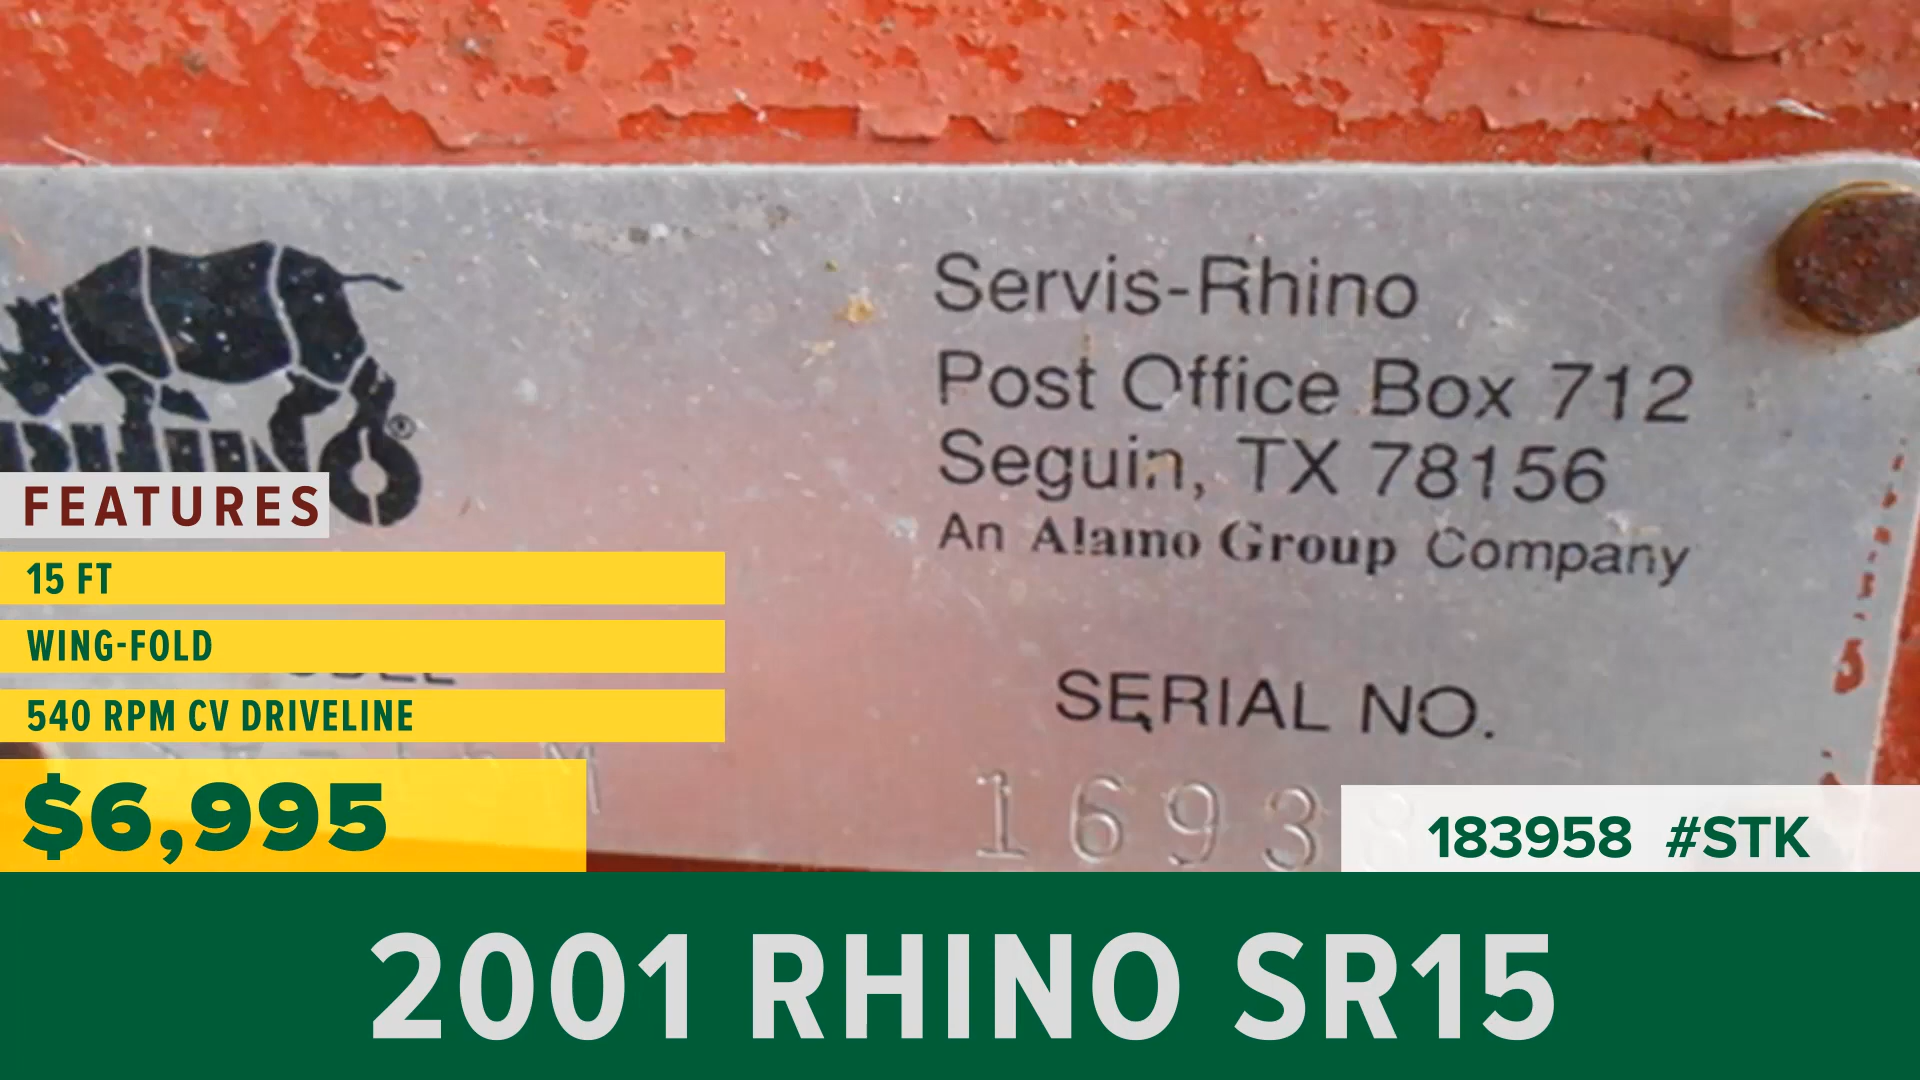 RHINO®
Servis-Rhino
Post Office Box 712
Seguin, TX 78156
An Alamo Group Company
SERIAL NO.
1693
FEATURES
15 FT
WING-FOLD
540 RPM CV DRIVELINE
$6,995
183958 #STK
2001 RHINO SR15